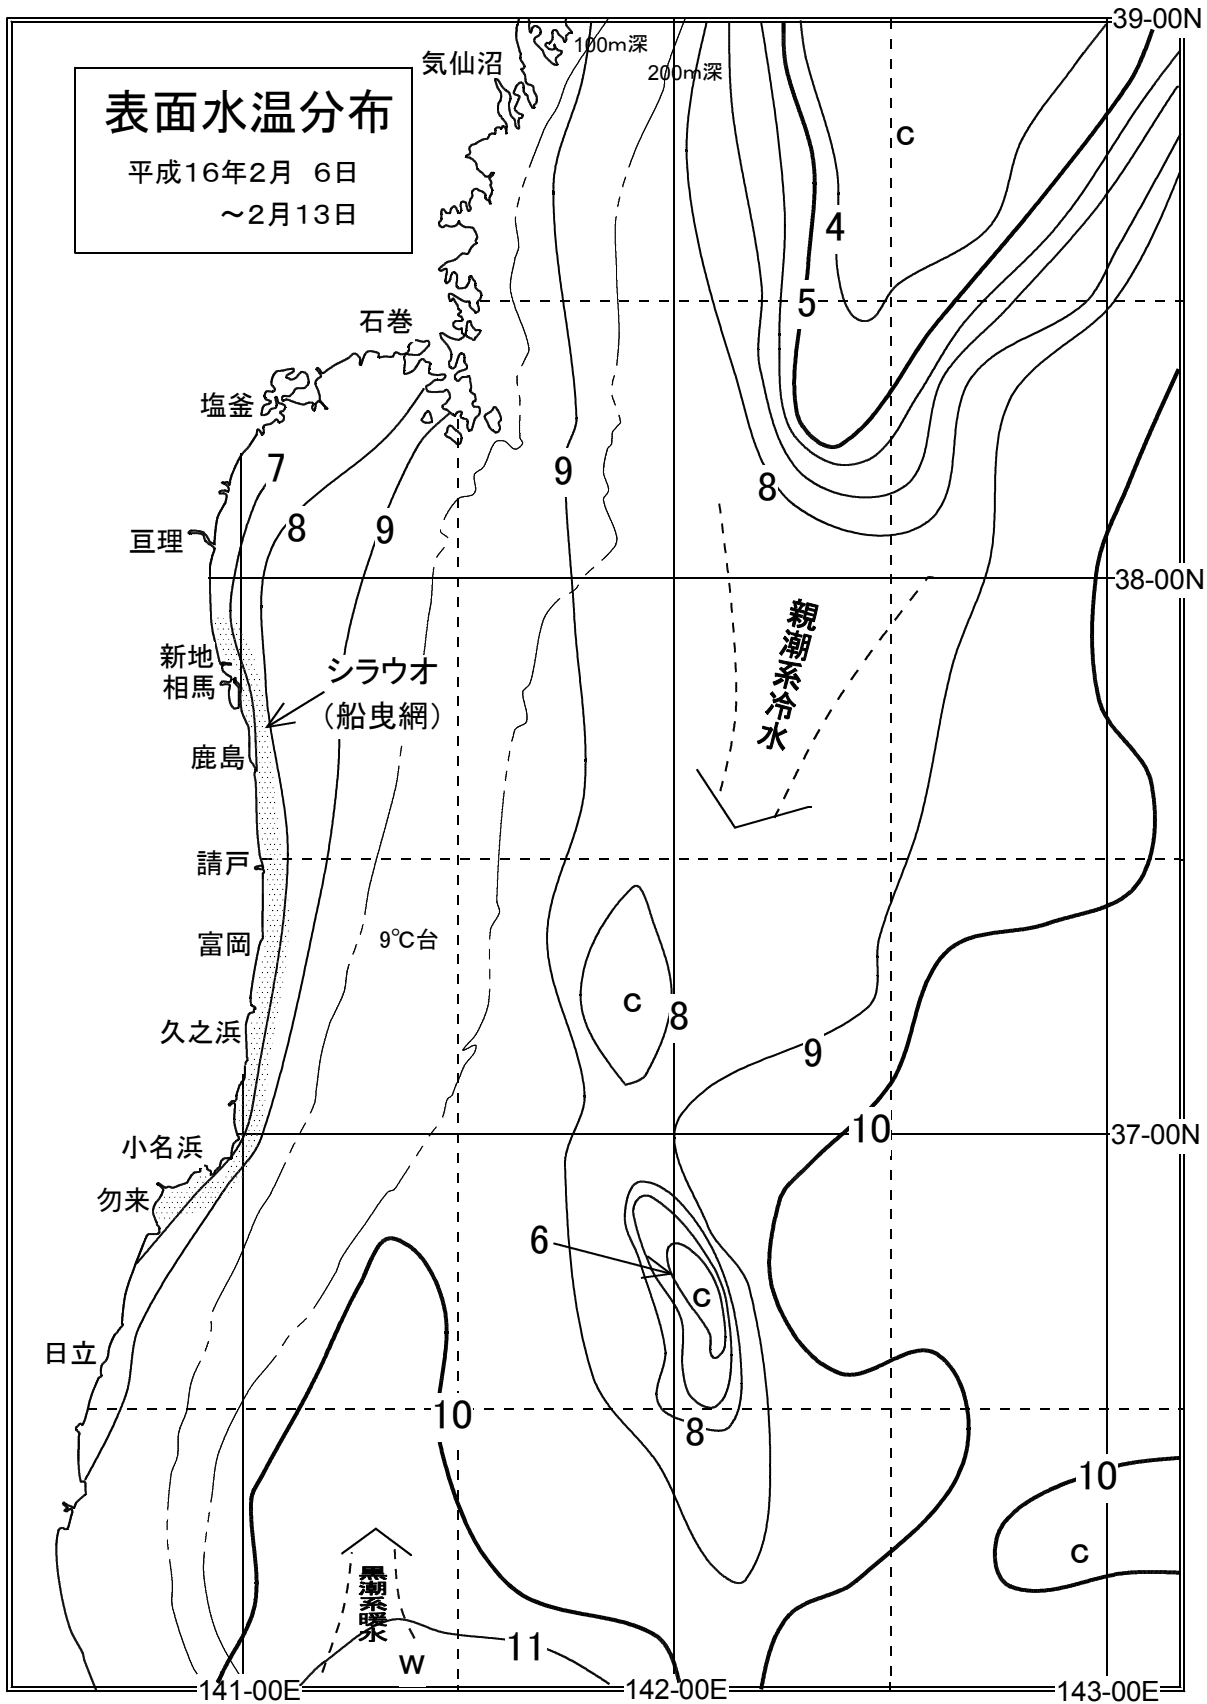 39-00N
100m深
気仙沼
200m深
表面水温分布
平成16年2月 6日
～2月13日
c
4
5
石巻
塩釜
7
9
8
8
9
亘理
38-00N
親潮系冷水
新地
相馬
シラウオ
(船曳網)
鹿島
請戸
富岡
9℃台
c
8
久之浜
9
10
37-00N
小名浜
勿来
6
c
日立
10
8
10
c
黒潮系暖水
11
W
141-00E
142-00E
143-00E